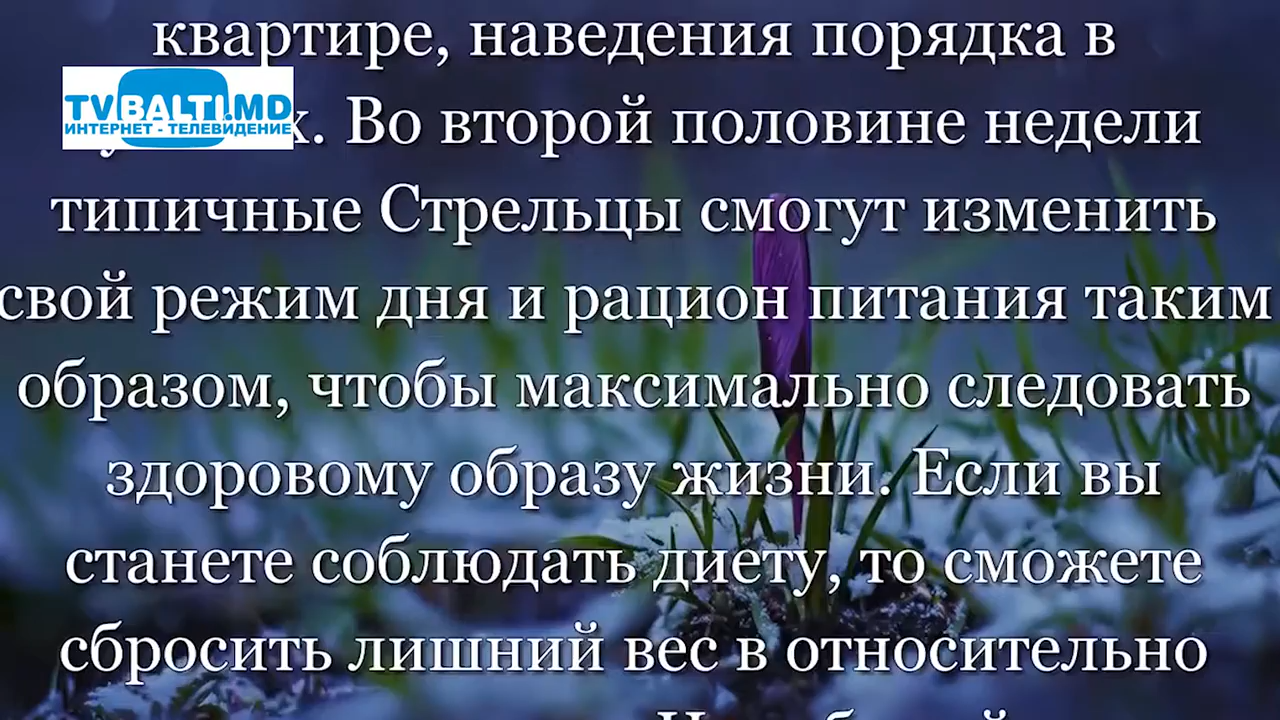 квартире, наведения порядка в
TVBALTI.MD
ИНТЕРНЕТ - ТЕЛЕВИДЕНИЕ
Во второй половине недели
типичные Стрельцы смогут изменить
свой режим дня и рацион питания таким
образом, чтобы максимально следовать
здоровому образу жизни. Если вы
станете соблюдать диету, то сможете
сбросить лишний вес в относительно